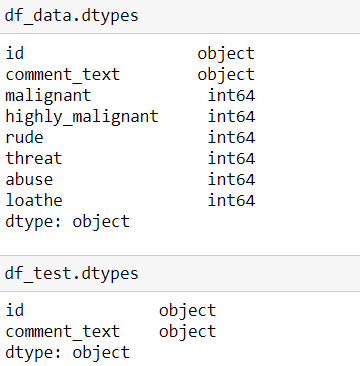 df_data.dtypes
id                  object
comment_text        object
malignant            int64
highly_malignant     int64
rude                 int64
threat               int64
abuse                int64
loathe               int64
dtype: object
df_test.dtypes
id              object
comment_text    object
dtype: object